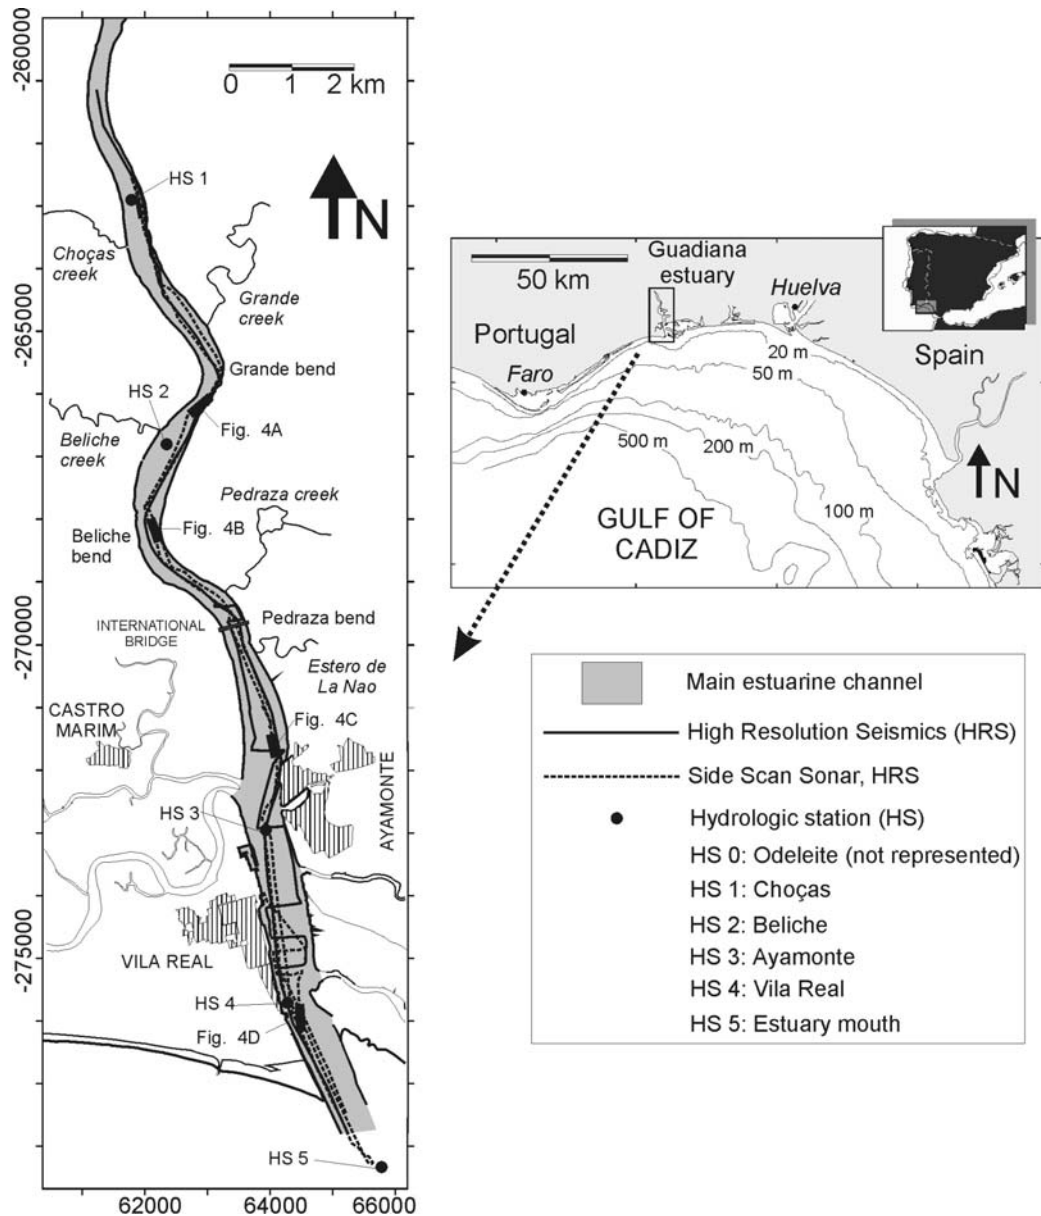 -260000
-265000
-270000
-275000
0 1 2 km
N
HS 1
Choças
creek
Grande
creek
Grande bend
HS 2
Fig. 4A
Beliche
creek
Pedraza creek
Fig. 4B
Beliche
bend
Pedraza bend
INTERNATIONAL
BRIDGE
Estero de
La Nao
CASTRO
MARIM
Fig. 4C
AYAMONTE
HS 3
VILA REAL
HS 4
Fig. 4D
HS 5
62000 64000 66000
50 km
Guadiana
estuary
Huelva
Portugal
Faro
Spain
20 m
50 m
500 m
200 m
100 m
N
GULF OF
CADIZ
Main estuarine channel
High Resolution Seismics (HRS)
Side Scan Sonar, HRS
Hydrologic station (HS)
HS 0: Odeleite (not represented)
HS 1: Choças
HS 2: Beliche
HS 3: Ayamonte
HS 4: Vila Real
HS 5: Estuary mouth